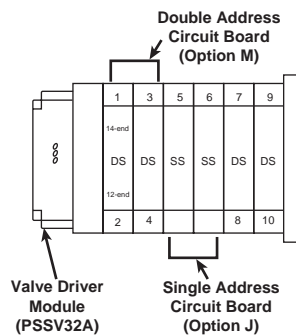 Double Address
Circuit Board
(Option M)
1 3 5 6 7 9
14-end
DS DS SS SS DS DS
12-end
2 4 8 10
Valve Driver
Module
(PSSV32A)
Single Address
Circuit Board
(Option J)